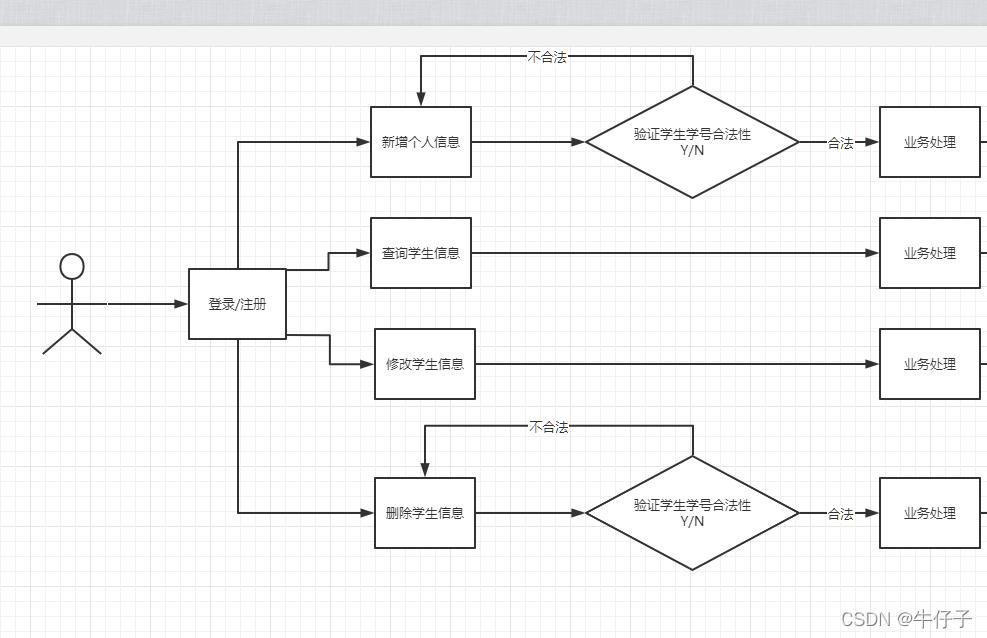 不合法
新增个人信息
验证学生学号合法性
Y/N
合法
业务处理
查询学生信息
业务处理
登录/注册
修改学生信息
业务处理
不合法
删除学生信息
验证学生学号合法性
Y/N
合法
业务处理
CSDN @牛仔子